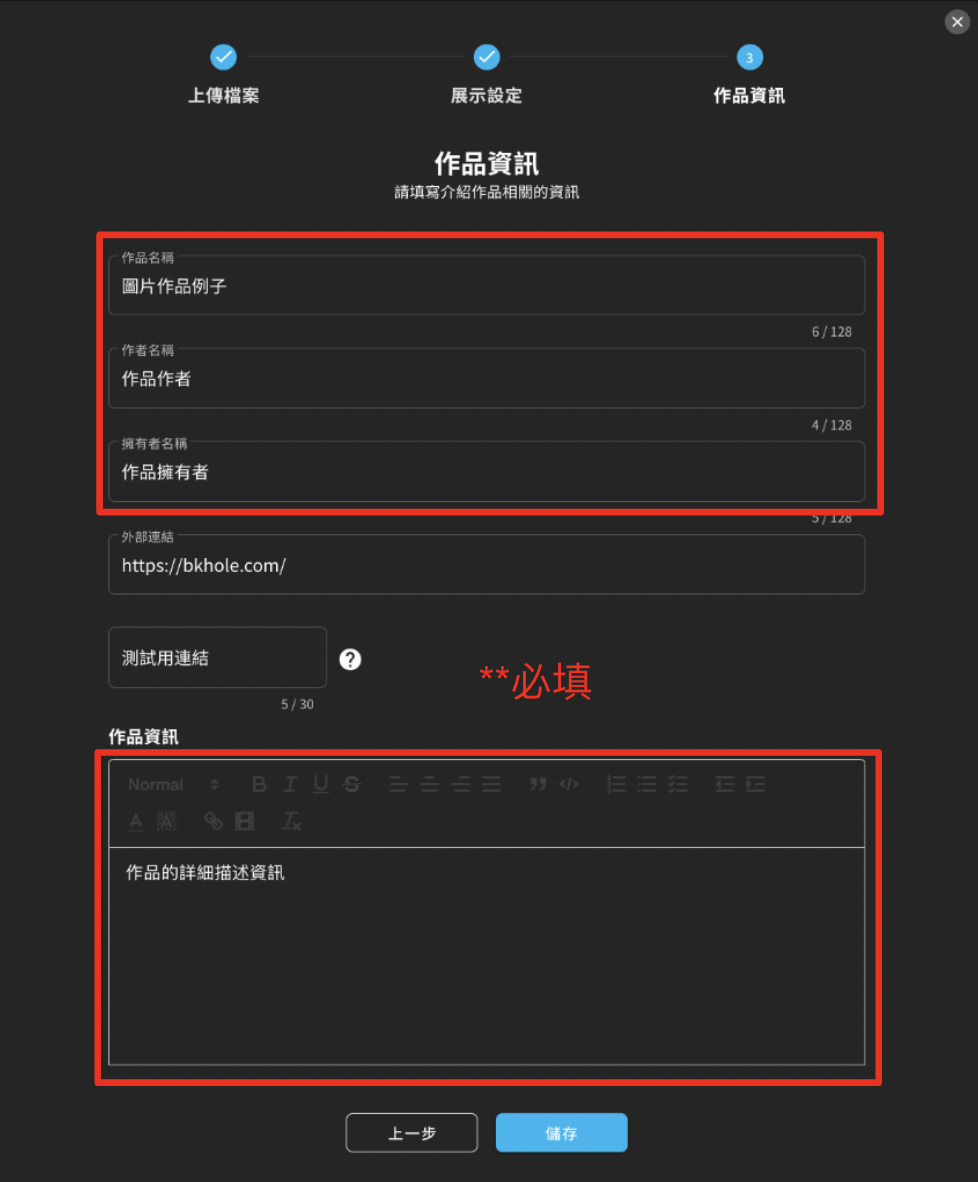 上傳檔案
展示設定
3
作品資訊
作品資訊
請填寫介紹作品相關的資訊
作品名稱
圖片作品例子
6 / 128
作者名稱
作品作者
4 / 128
擁有者名稱
作品擁有者
5 / 128
外部連結
https://bkhole.com/
測試用連結
?
5 / 30
**必填
作品資訊
Normal B I U S
A A
作品的詳細描述資訊
上一步
儲存